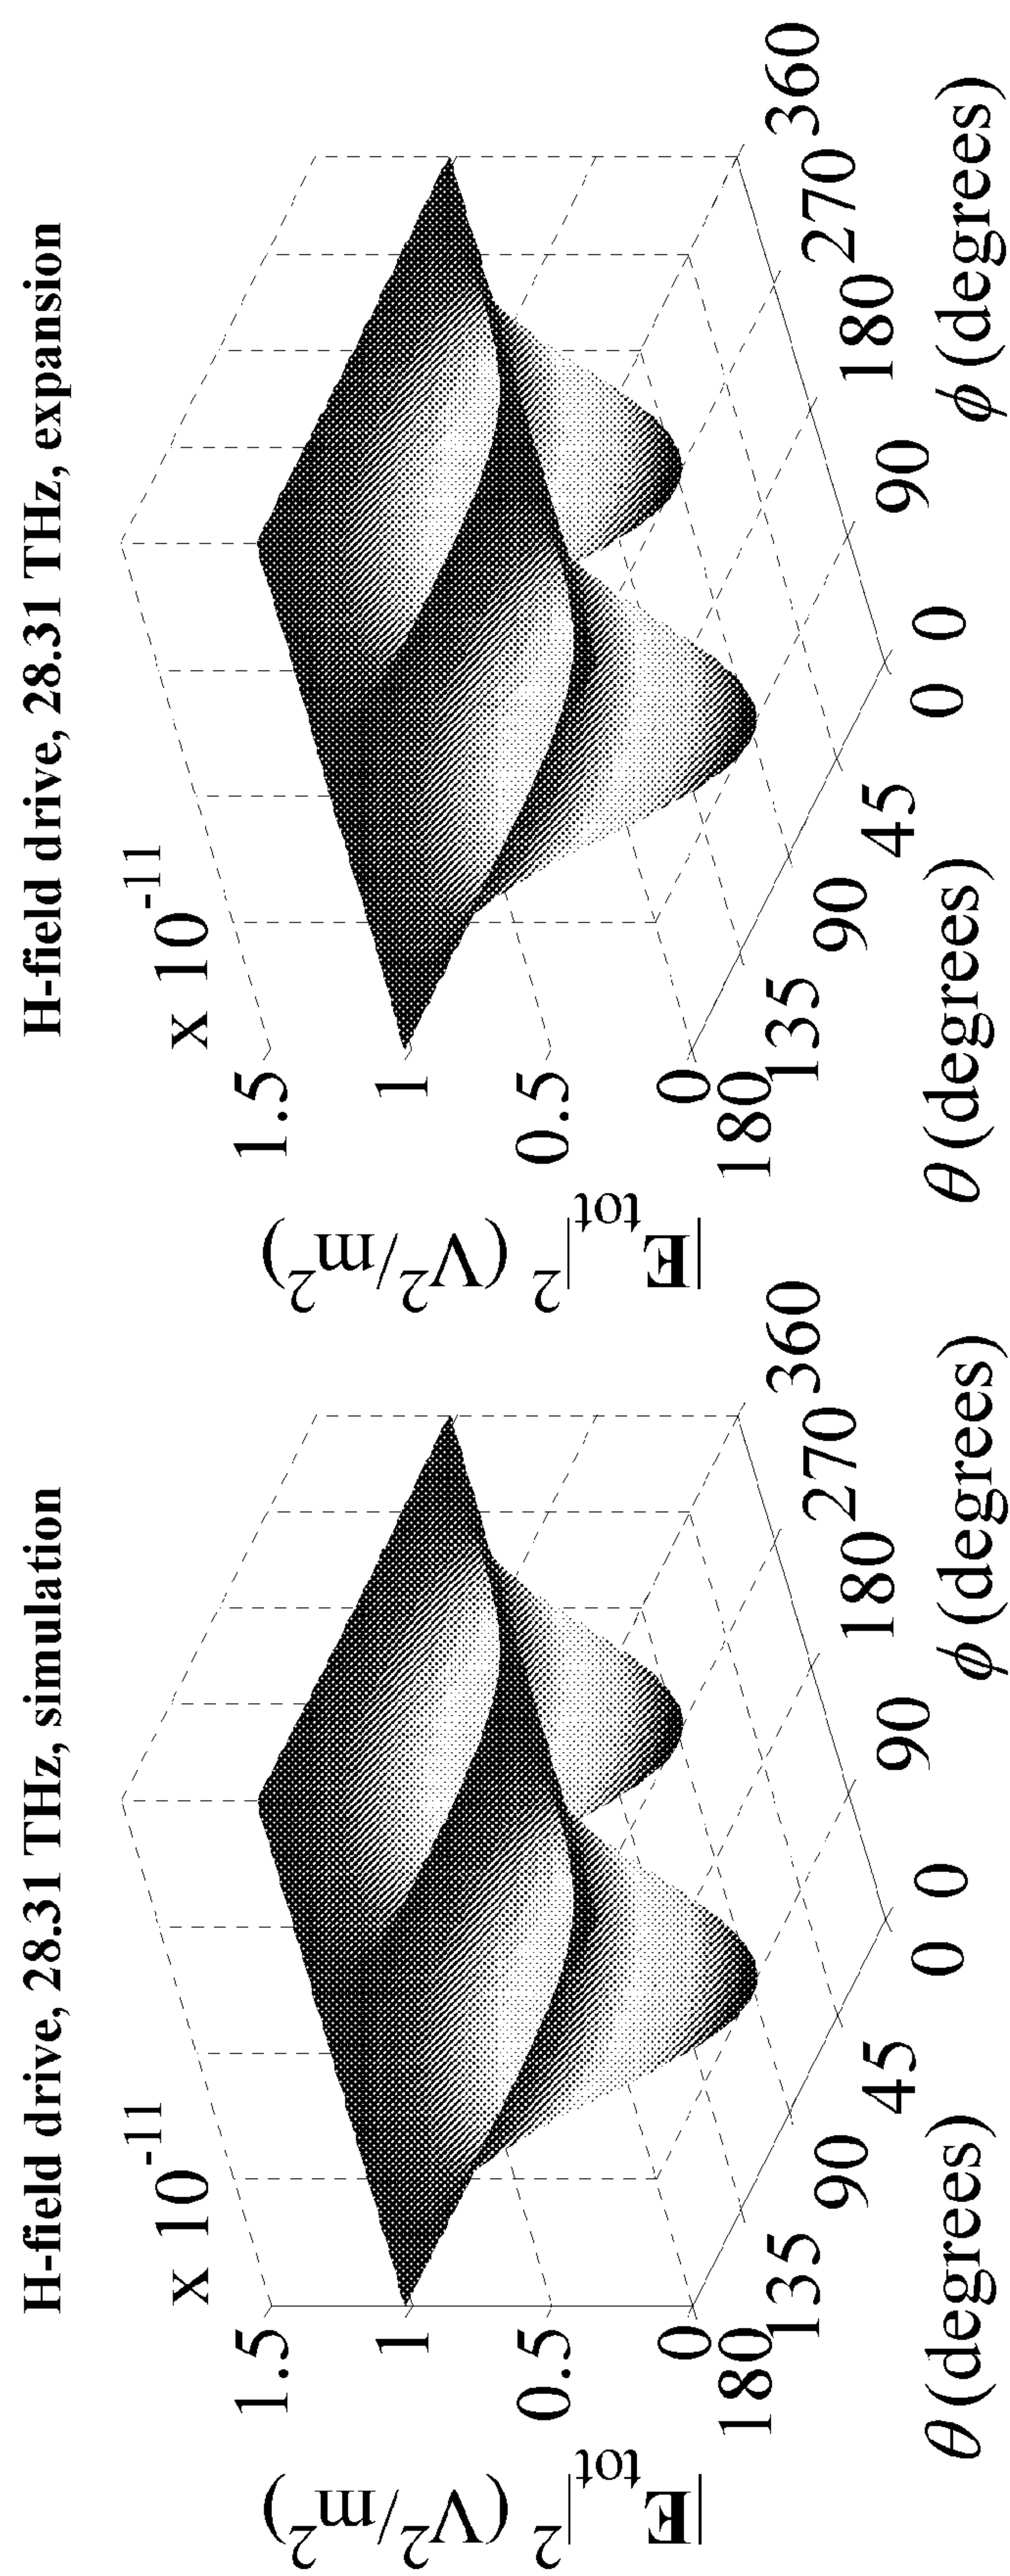 H-field drive, 28.31 THz, simulation
x 10^-11
1.5
1
0.5
0
|E_tot|^2
(V^2/m^2)
180
135
90
45
0
θ (degrees)
0
90
180
270
360
ϕ (degrees)
H-field drive, 28.31 THz, expansion
x 10^-11
1.5
1
0.5
0
|E_tot|^2
(V^2/m^2)
180
135
90
45
0
θ (degrees)
0
90
180
270
360
ϕ (degrees)